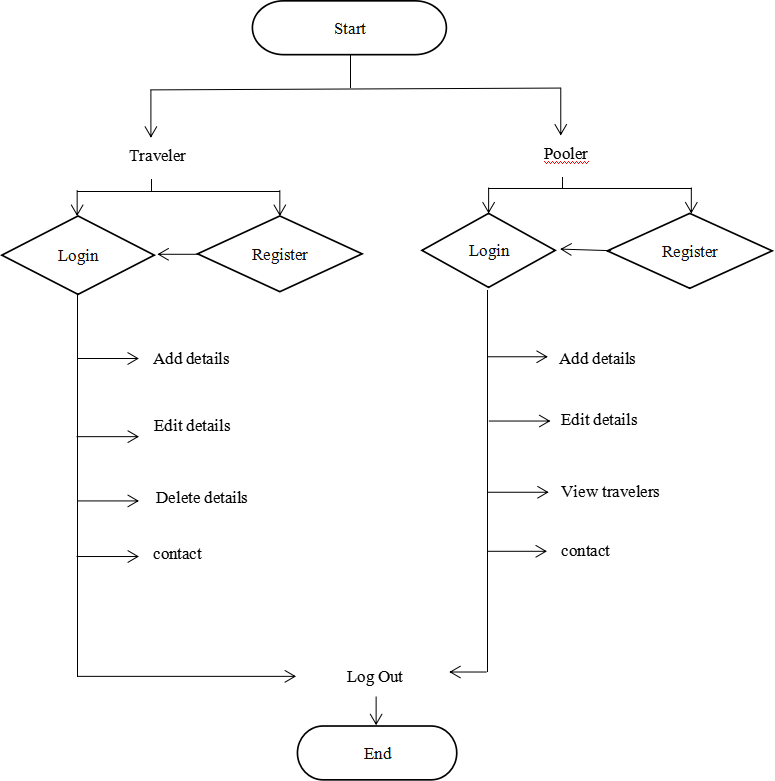 Start
Traveler
Pooler
Login
Register
Login
Register
Add details
Add details
Edit details
Edit details
Delete details
View travelers
contact
contact
Log Out
End